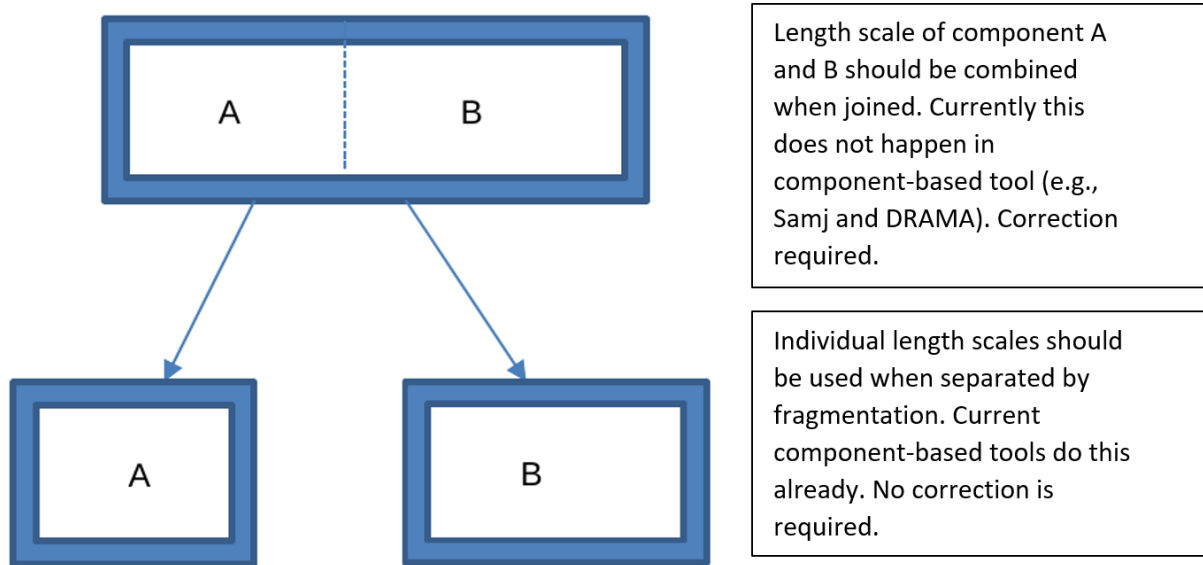 A
B
Length scale of component A
and B should be combined
when joined. Currently this
does not happen in
component-based tool (e.g.,
Samj and DRAMA). Correction
required.
A
B
Individual length scales should
be used when separated by
fragmentation. Current
component-based tools do this
already. No correction is
required.